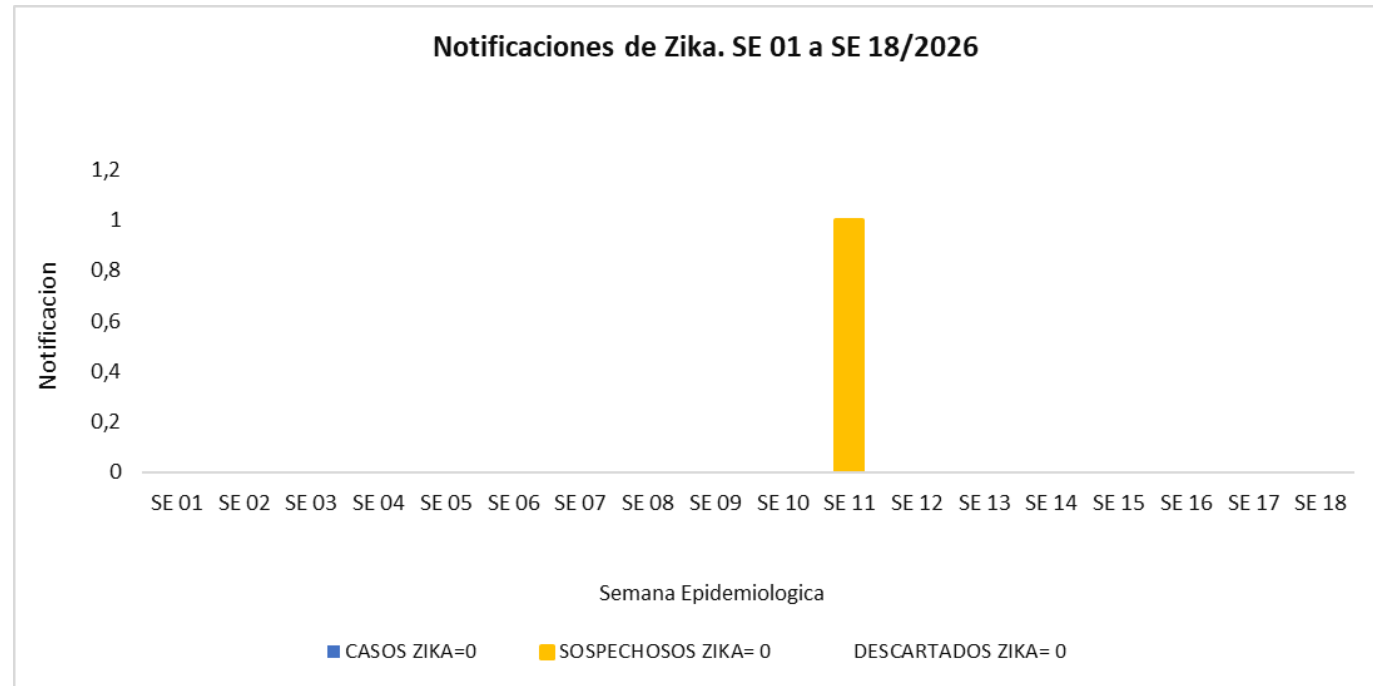 Notificaciones de Zika. SE 01 a SE 18/2026
Notificacion
1,2
1
0,8
0,6
0,4
0,2
0
SE 01 SE 02 SE 03 SE 04 SE 05 SE 06 SE 07 SE 08 SE 09 SE 10 SE 11 SE 12 SE 13 SE 14 SE 15 SE 16 SE 17 SE 18
Semana Epidemiologica
CASOS ZIKA=0 SOSPECHOSOS ZIKA= 0 DESCARTADOS ZIKA= 0